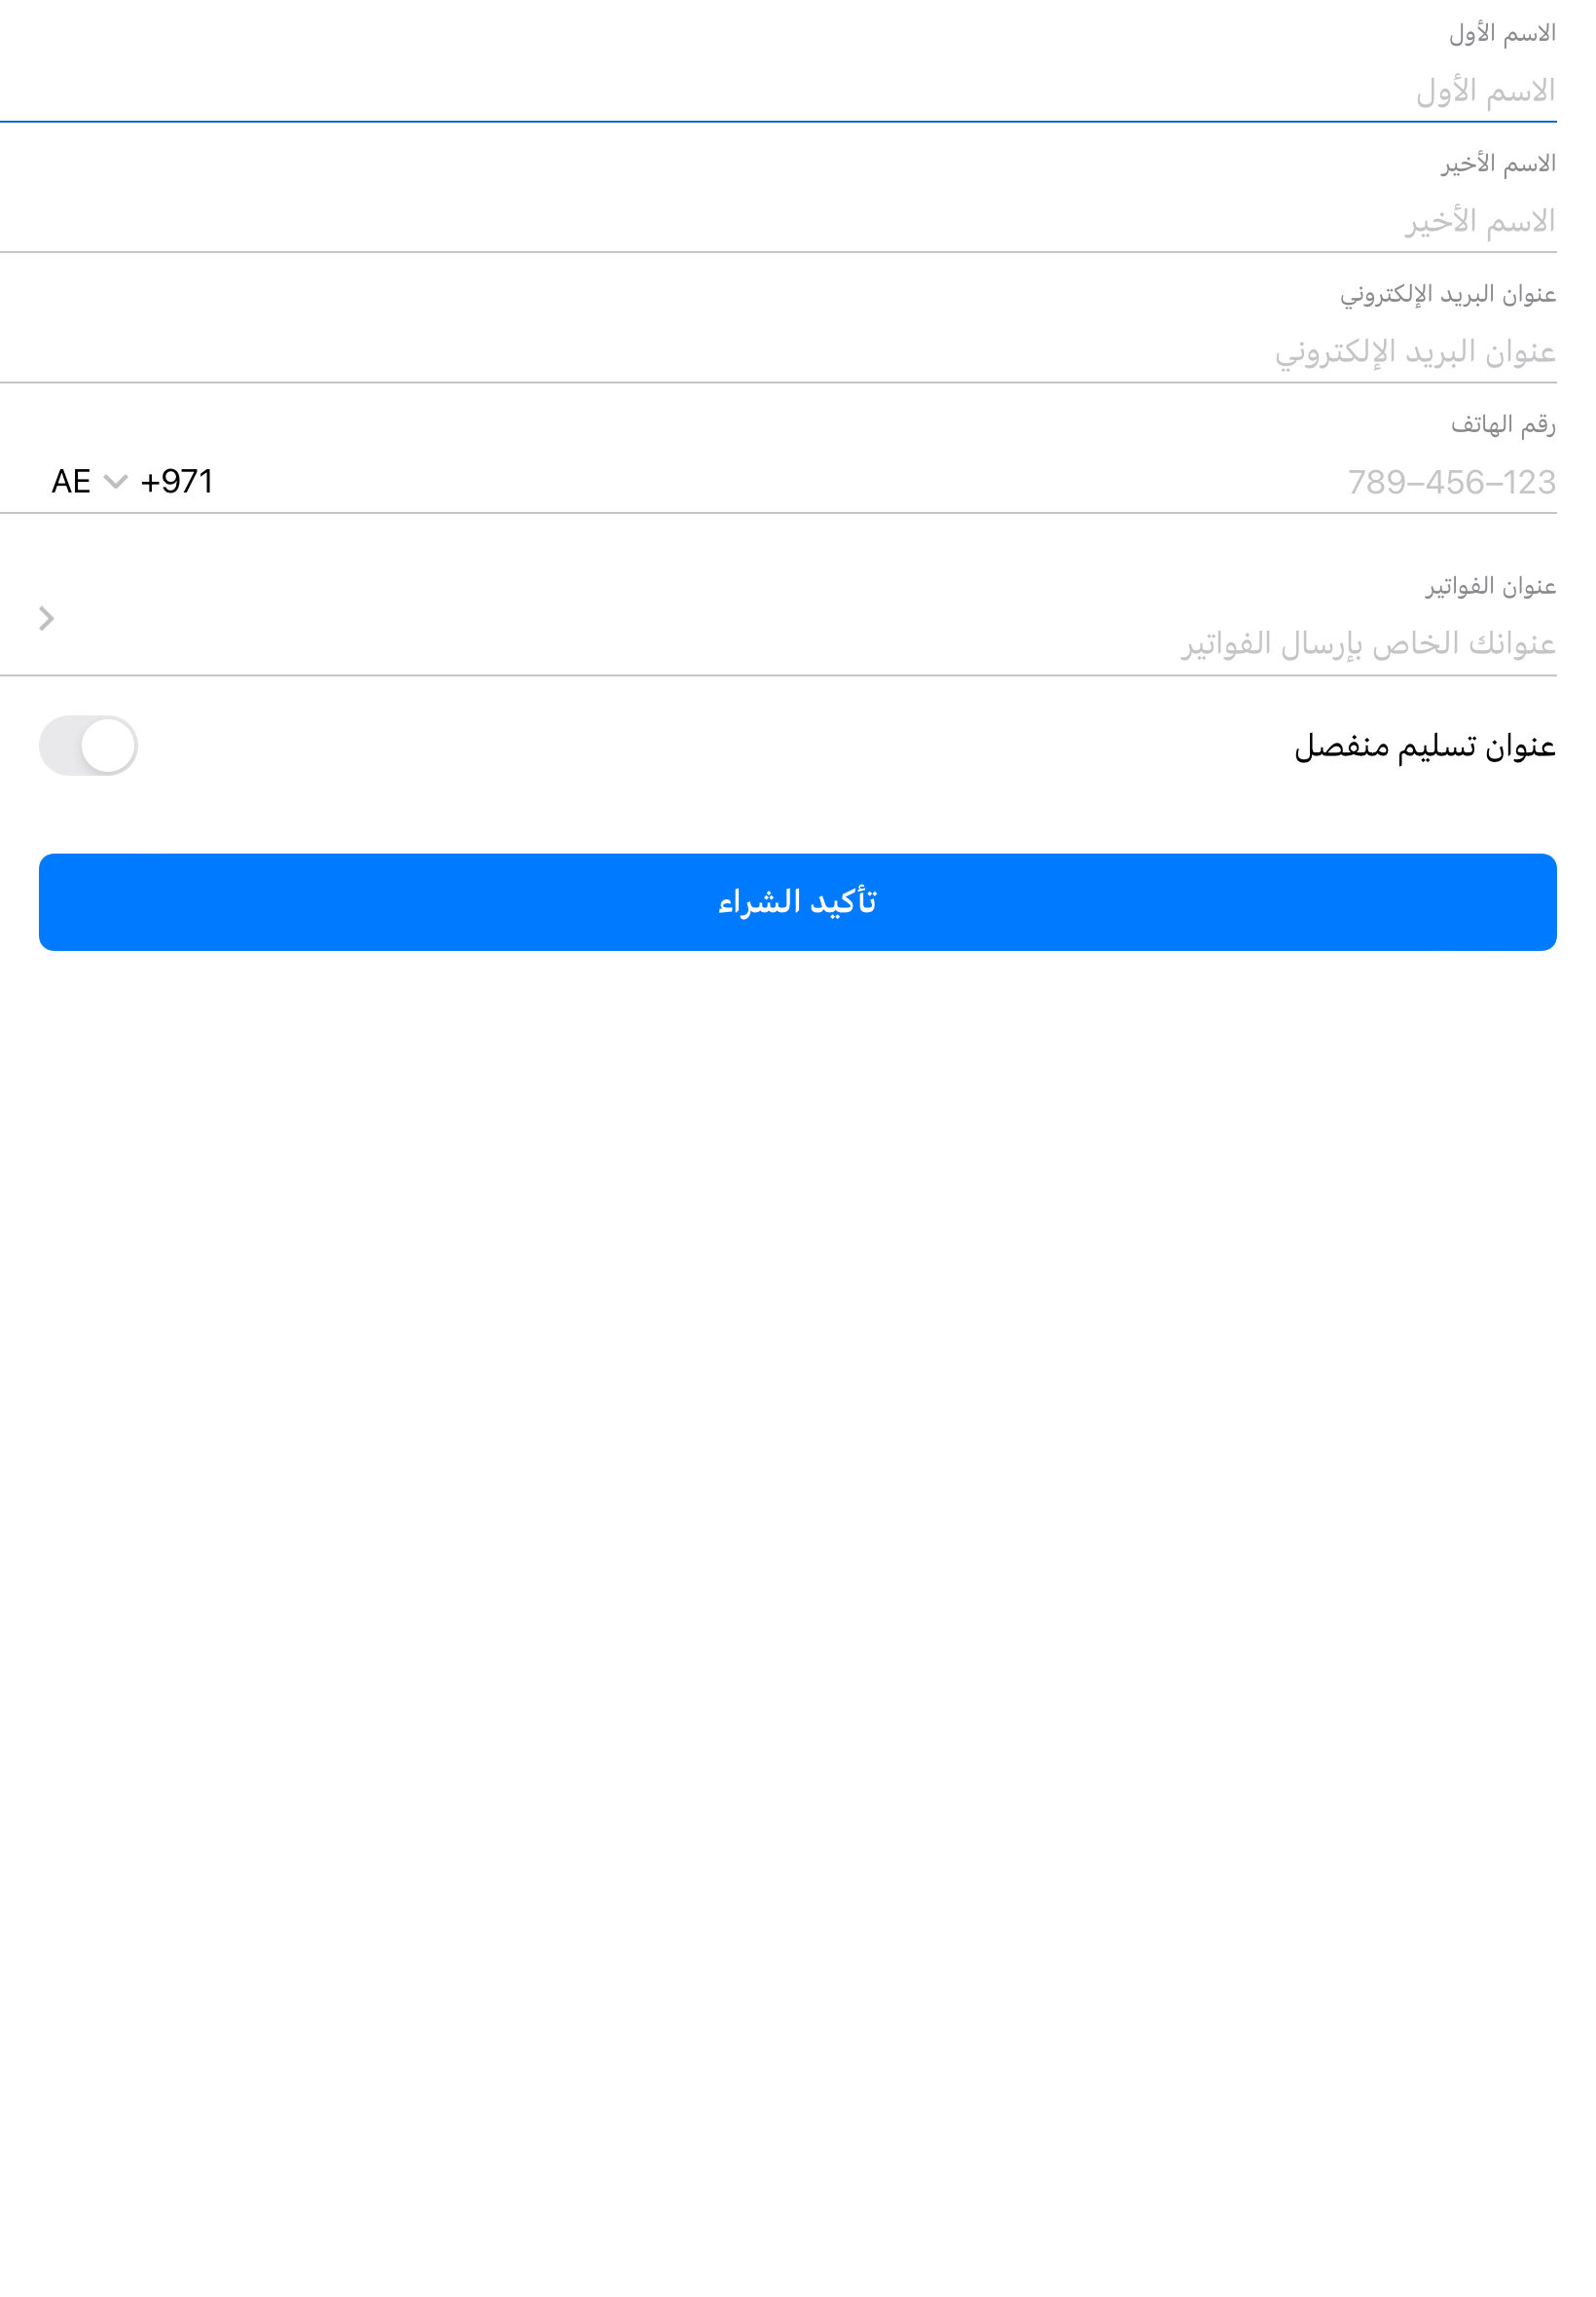 الاسم الأول
الاسم الأول
الاسم الأخير
الاسم الأخير
عنوان البريد الإلكتروني
عنوان البريد الإلكتروني
رقم الهاتف
789–456–123
AE +971
عنوان الفواتير
عنوانك الخاص بإرسال الفواتير
عنوان تسليم منفصل
تأكيد الشراء